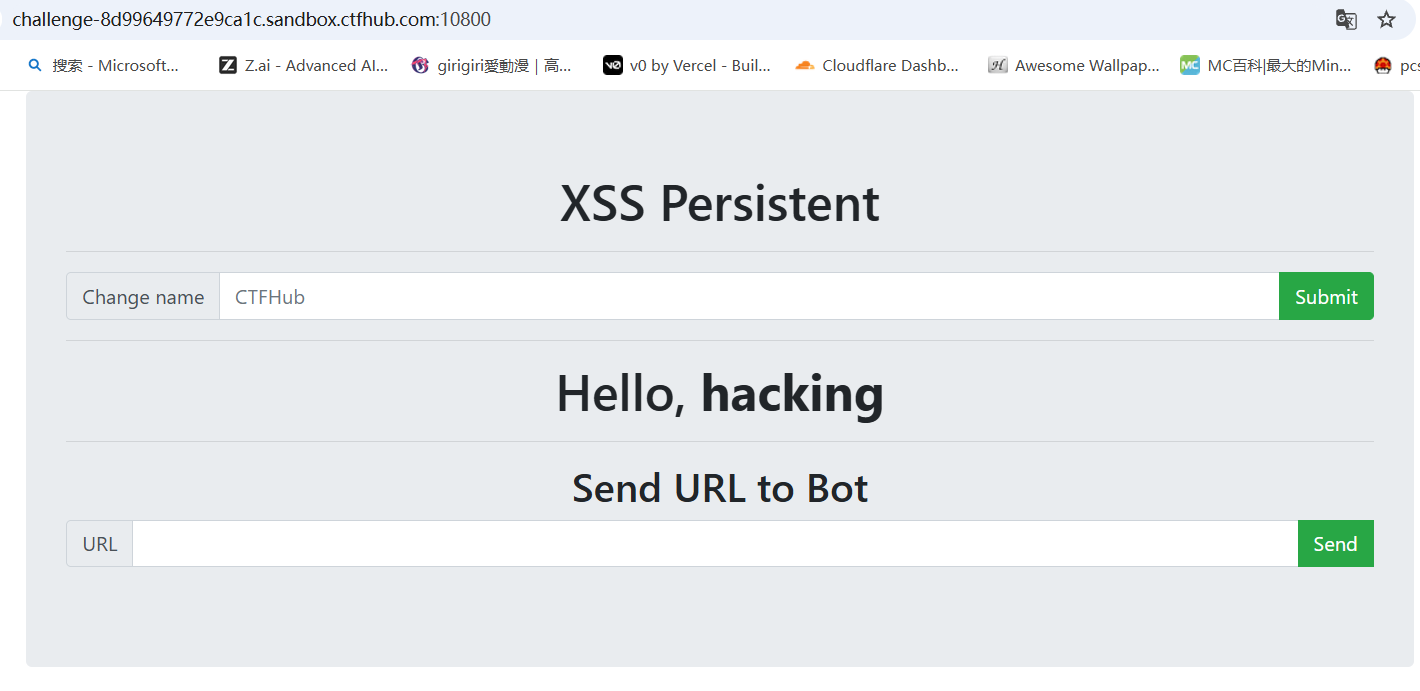 challenge-8d99649772e9ca1c.sandbox.ctfhub.com:10800
搜索 - Microsoft... Z.ai - Advanced AI... girigiri愛動漫 | 高... v0 by Vercel - Buil... Cloudflare Dashb... Awesome Wallpap... MC百科|最大的Min... pcs
XSS Persistent
Change name CTFHub Submit
Hello, hacking
Send URL to Bot
URL Send